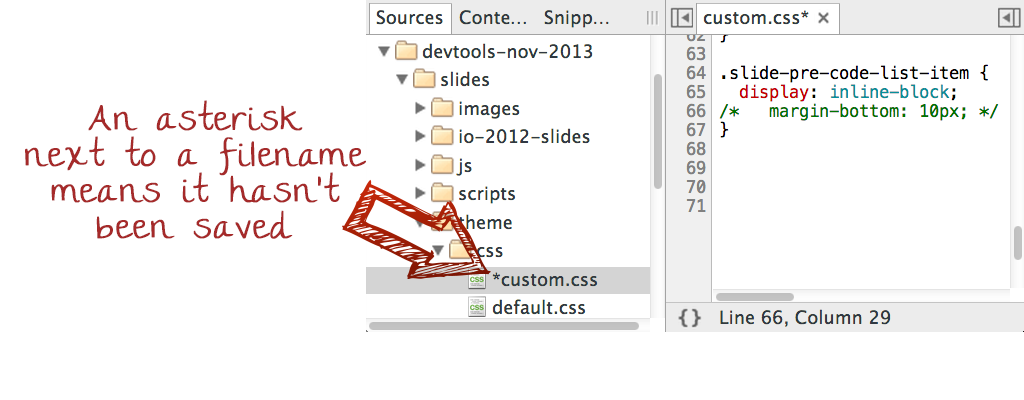 An asterisk
next to a filename
means it hasn't
been saved
Sources Conte... Snipp...
devtools-nov-2013
slides
images
io-2012-slides
js
scripts
theme
css
*custom.css
default.css
custom.css* ×
62 }
63
64 .slide-pre-code-list-item {
65 display: inline-block;
66 /* margin-bottom: 10px; */
67 }
68
69
70
71
{} Line 66, Column 29